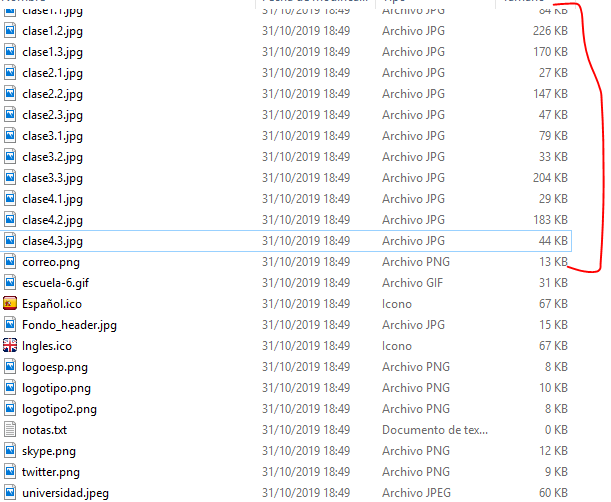 clase1.1.jpg 31/10/2019 18:49 Archivo JPG 84 KB
clase1.2.jpg 31/10/2019 18:49 Archivo JPG 226 KB
clase1.3.jpg 31/10/2019 18:49 Archivo JPG 170 KB
clase2.1.jpg 31/10/2019 18:49 Archivo JPG 27 KB
clase2.2.jpg 31/10/2019 18:49 Archivo JPG 147 KB
clase2.3.jpg 31/10/2019 18:49 Archivo JPG 47 KB
clase3.1.jpg 31/10/2019 18:49 Archivo JPG 79 KB
clase3.2.jpg 31/10/2019 18:49 Archivo JPG 33 KB
clase3.3.jpg 31/10/2019 18:49 Archivo JPG 204 KB
clase4.1.jpg 31/10/2019 18:49 Archivo JPG 29 KB
clase4.2.jpg 31/10/2019 18:49 Archivo JPG 183 KB
clase4.3.jpg 31/10/2019 18:49 Archivo JPG 44 KB
correo.png 31/10/2019 18:49 Archivo PNG 13 KB
escuela-6.gif 31/10/2019 18:49 Archivo GIF 31 KB
Español.ico 31/10/2019 18:49 Icono 67 KB
Fondo_header.jpg 31/10/2019 18:49 Archivo JPG 15 KB
Ingles.ico 31/10/2019 18:49 Icono 67 KB
logoesp.png 31/10/2019 18:49 Archivo PNG 8 KB
logotipo.png 31/10/2019 18:49 Archivo PNG 10 KB
logotipo2.png 31/10/2019 18:49 Archivo PNG 8 KB
notas.txt 31/10/2019 18:49 Documento de tex... 0 KB
skype.png 31/10/2019 18:49 Archivo PNG 12 KB
twitter.png 31/10/2019 18:49 Archivo PNG 9 KB
universidad.jpeg 31/10/2019 18:49 Archivo JPEG 60 KB